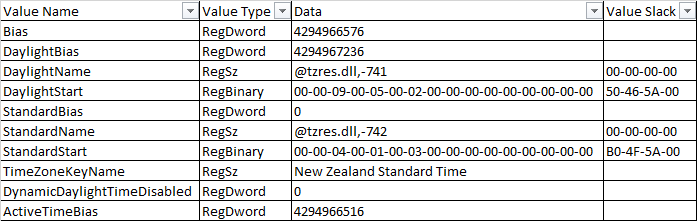 Value Name Value Type Data Value Slack
Bias RegDword 4294966576
DaylightBias RegDword 4294967236
DaylightName RegSz @tzres.dll,-741 00-00-00-00
DaylightStart RegBinary 00-00-09-00-05-00-02-00-00-00-00-00-00-00-00-00 50-46-5A-00
StandardBias RegDword 0
StandardName RegSz @tzres.dll,-742 00-00-00-00
StandardStart RegBinary 00-00-04-00-01-00-03-00-00-00-00-00-00-00-00-00 B0-4F-5A-00
TimeZoneKeyName RegSz New Zealand Standard Time
DynamicDaylightTimeDisabled RegDword 0
ActiveTimeBias RegDword 4294966516